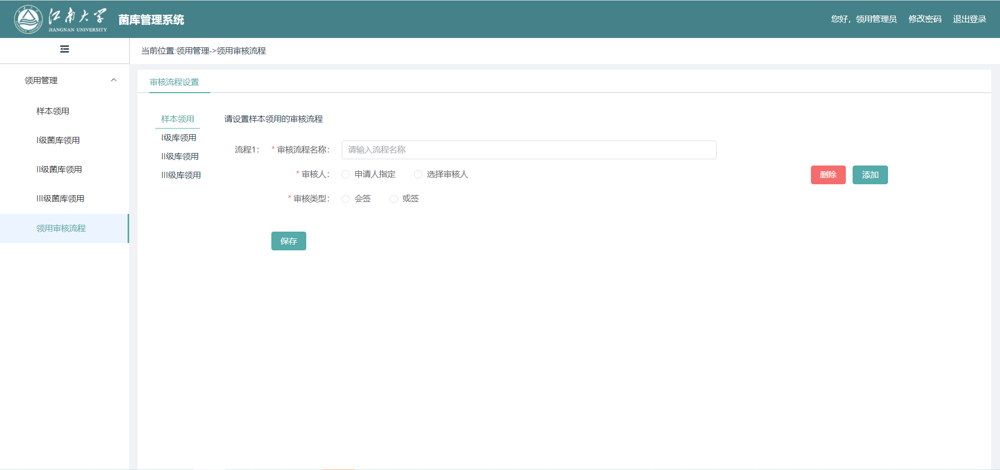 江南大学
JIANGNAN UNIVERSITY
菌库管理系统
您好，领用管理员 修改密码 退出登录
当前位置:领用管理->领用审核流程
领用管理
样本领用
I级菌库领用
II级菌库领用
III级菌库领用
领用审核流程
审核流程设置
样本领用
I级库领用
II级库领用
III级库领用
请设置样本领用的审核流程
流程1： * 审核流程名称： 请输入流程名称
* 审核人： 申请人指定 选择审核人
删除 添加
* 审核类型： 会签 或签
保存